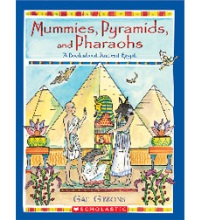 Mummies, Pyramids,
and Pharaohs
A Book about Ancient Egypt
GAIL GIBBONS
SCHOLASTIC